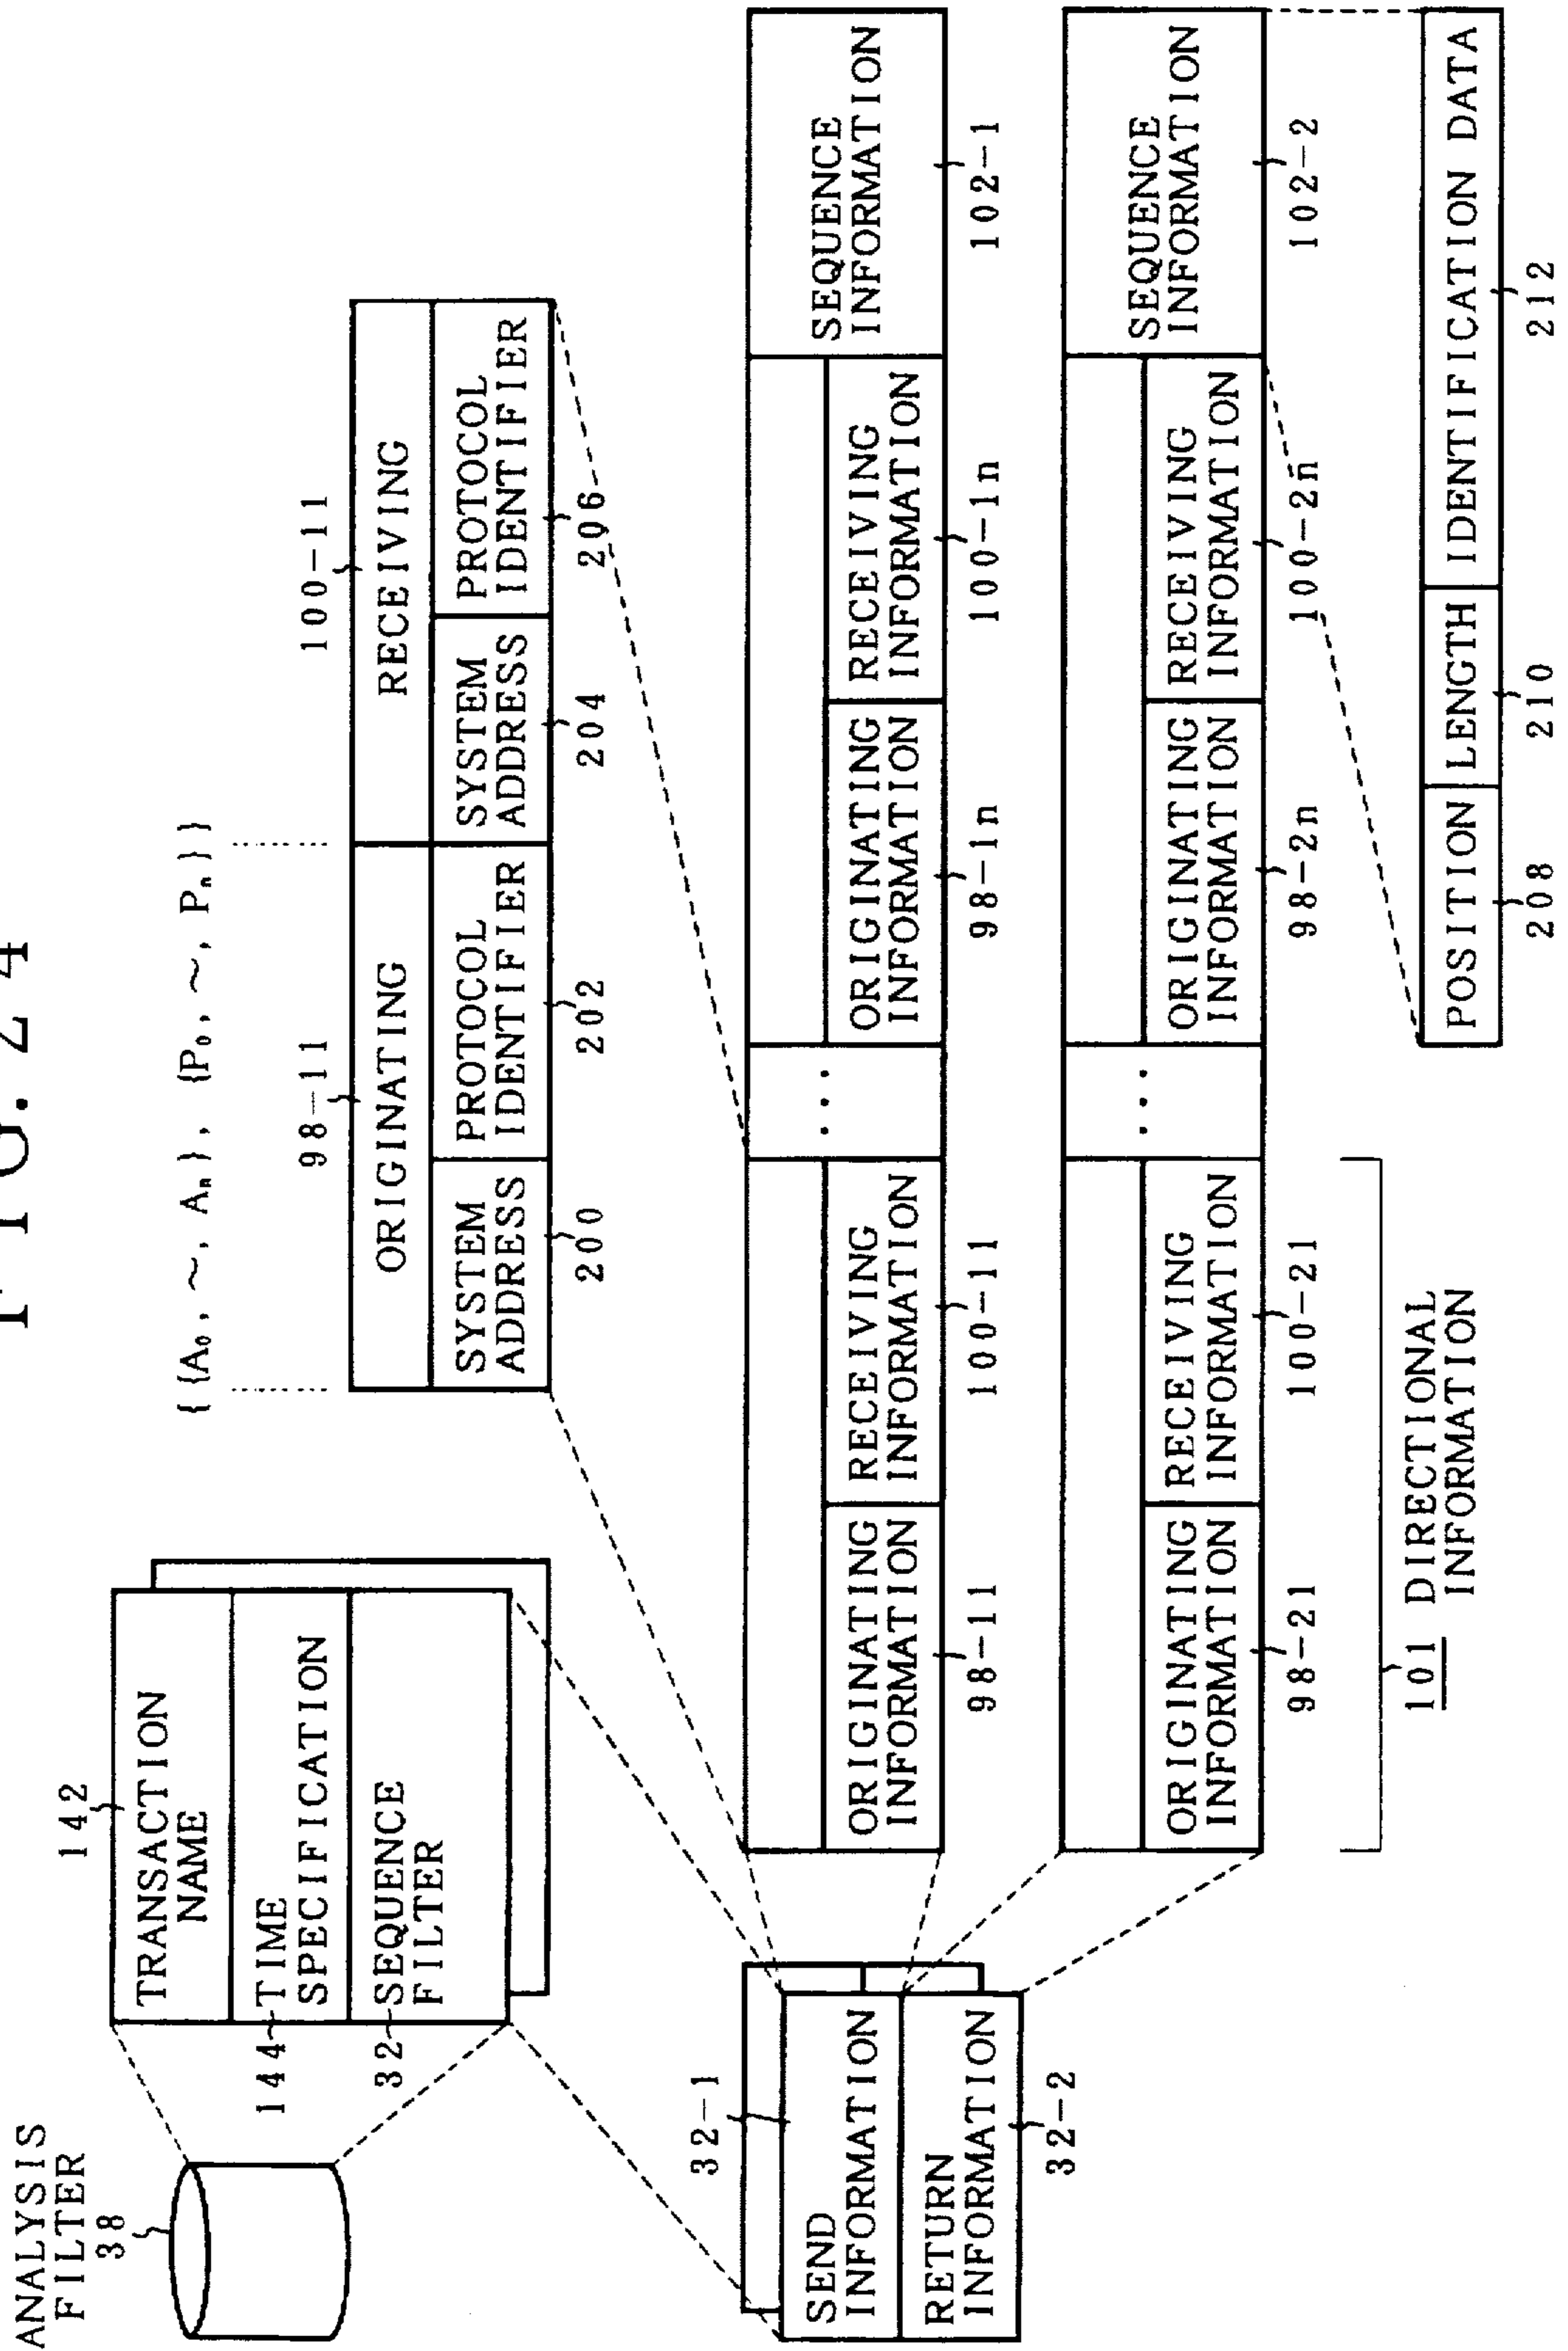 FIG. 24
ANALYSIS
FILTER
38
142
TRANSACTION
NAME
144 TIME
SPECIFICATION
32 SEQUENCE
FILTER
{ {A₀, ~, Aₙ}, {P₀, ~, Pₙ} }
98-11
100-11
ORIGINATING
RECEIVING
SYSTEM
ADDRESS
PROTOCOL
IDENTIFIER
SYSTEM
ADDRESS
PROTOCOL
IDENTIFIER
200
202
204
206
32-1
SEND
INFORMATION
RETURN
INFORMATION
32-2
ORIGINATING
INFORMATION
RECEIVING
INFORMATION
...
ORIGINATING
INFORMATION
RECEIVING
INFORMATION
SEQUENCE
INFORMATION
98-11
100-11
98-1n
100-1n
102-1
ORIGINATING
INFORMATION
RECEIVING
INFORMATION
...
ORIGINATING
INFORMATION
RECEIVING
INFORMATION
SEQUENCE
INFORMATION
98-21
100-21
98-2n
100-2n
102-2
101 DIRECTIONAL
INFORMATION
POSITION
LENGTH
IDENTIFICATION DATA
208
210
212